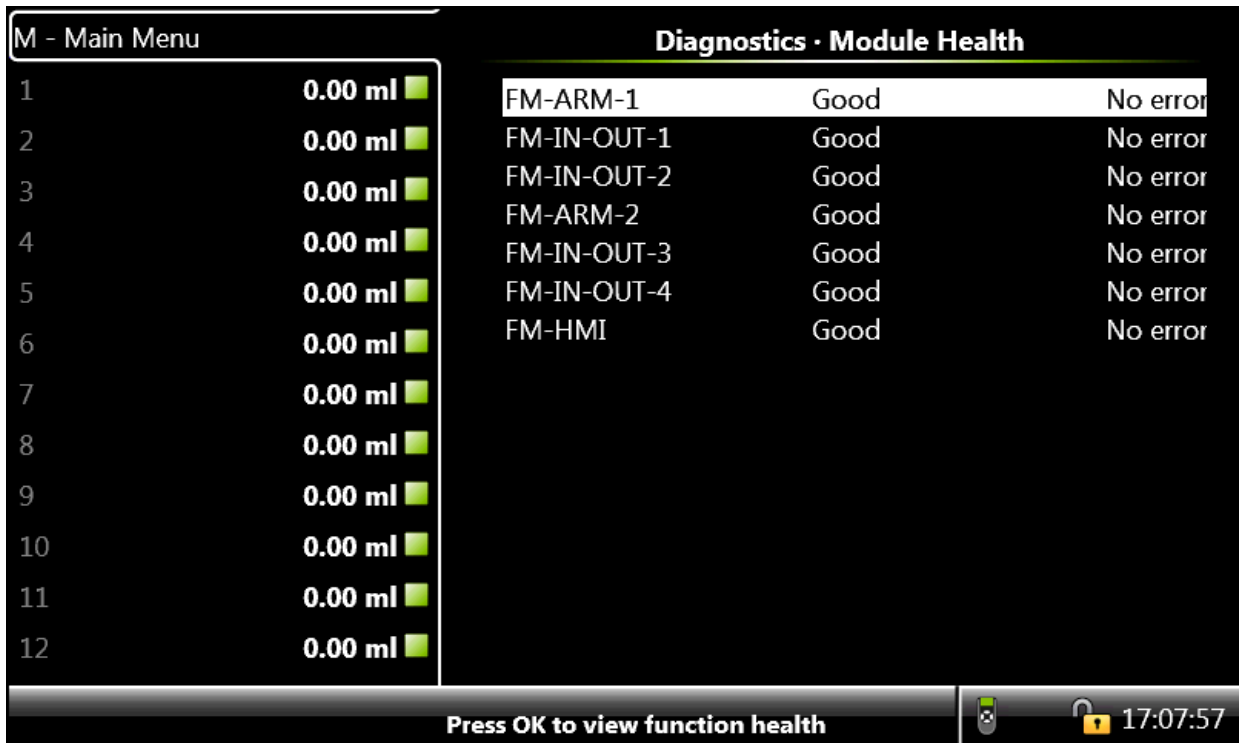 M - Main Menu
1 0.00 ml
2 0.00 ml
3 0.00 ml
4 0.00 ml
5 0.00 ml
6 0.00 ml
7 0.00 ml
8 0.00 ml
9 0.00 ml
10 0.00 ml
11 0.00 ml
12 0.00 ml
Diagnostics · Module Health
FM-ARM-1 Good No error
FM-IN-OUT-1 Good No error
FM-IN-OUT-2 Good No error
FM-ARM-2 Good No error
FM-IN-OUT-3 Good No error
FM-IN-OUT-4 Good No error
FM-HMI Good No error
Press OK to view function health
17:07:57